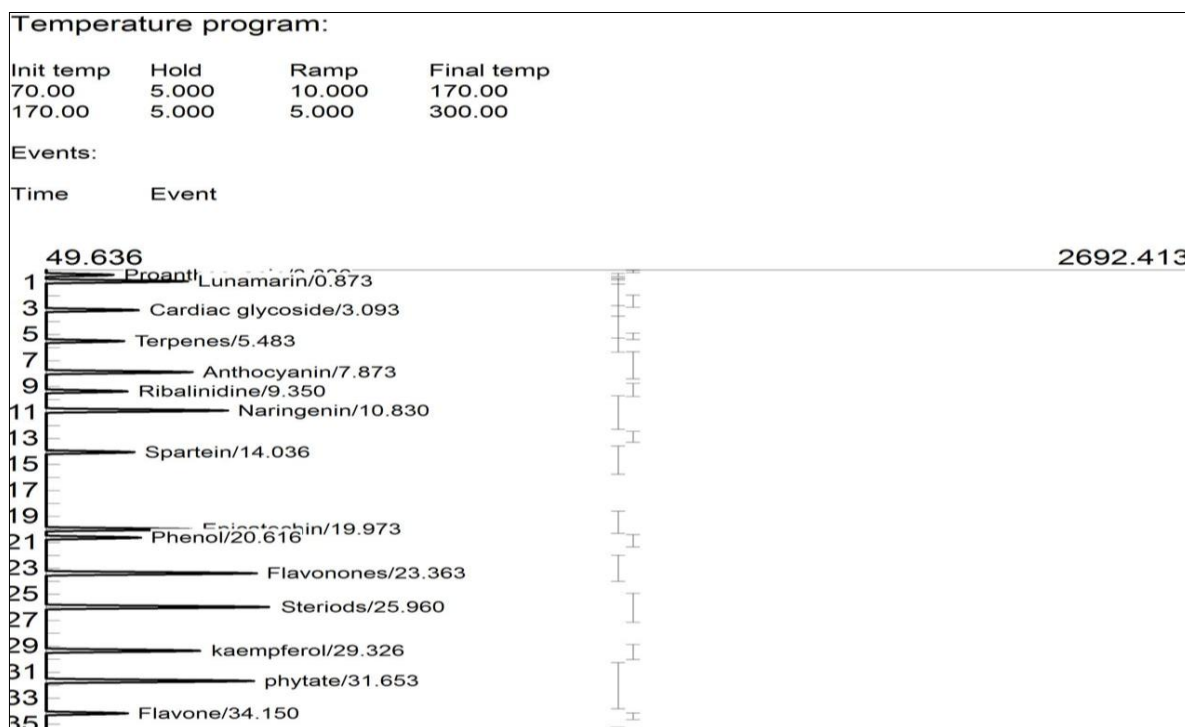 Temperature program:
Init temp Hold Ramp Final temp
70.00 5.000 10.000 170.00
170.00 5.000 5.000 300.00
Events:
Time Event
49.636 2692.413
1 Lunamarin/0.873
3 Cardiac glycoside/3.093
5 Terpenes/5.483
7 Anthocyanin/7.873
9 Ribalinidine/9.350
11 Naringenin/10.830
13 Spartein/14.036
15
17
19 /19.973
21 Phenol/20.616
23 Flavonones/23.363
25 Steriods/25.960
27
29 kaempferol/29.326
31 phytate/31.653
33 Flavone/34.150
35